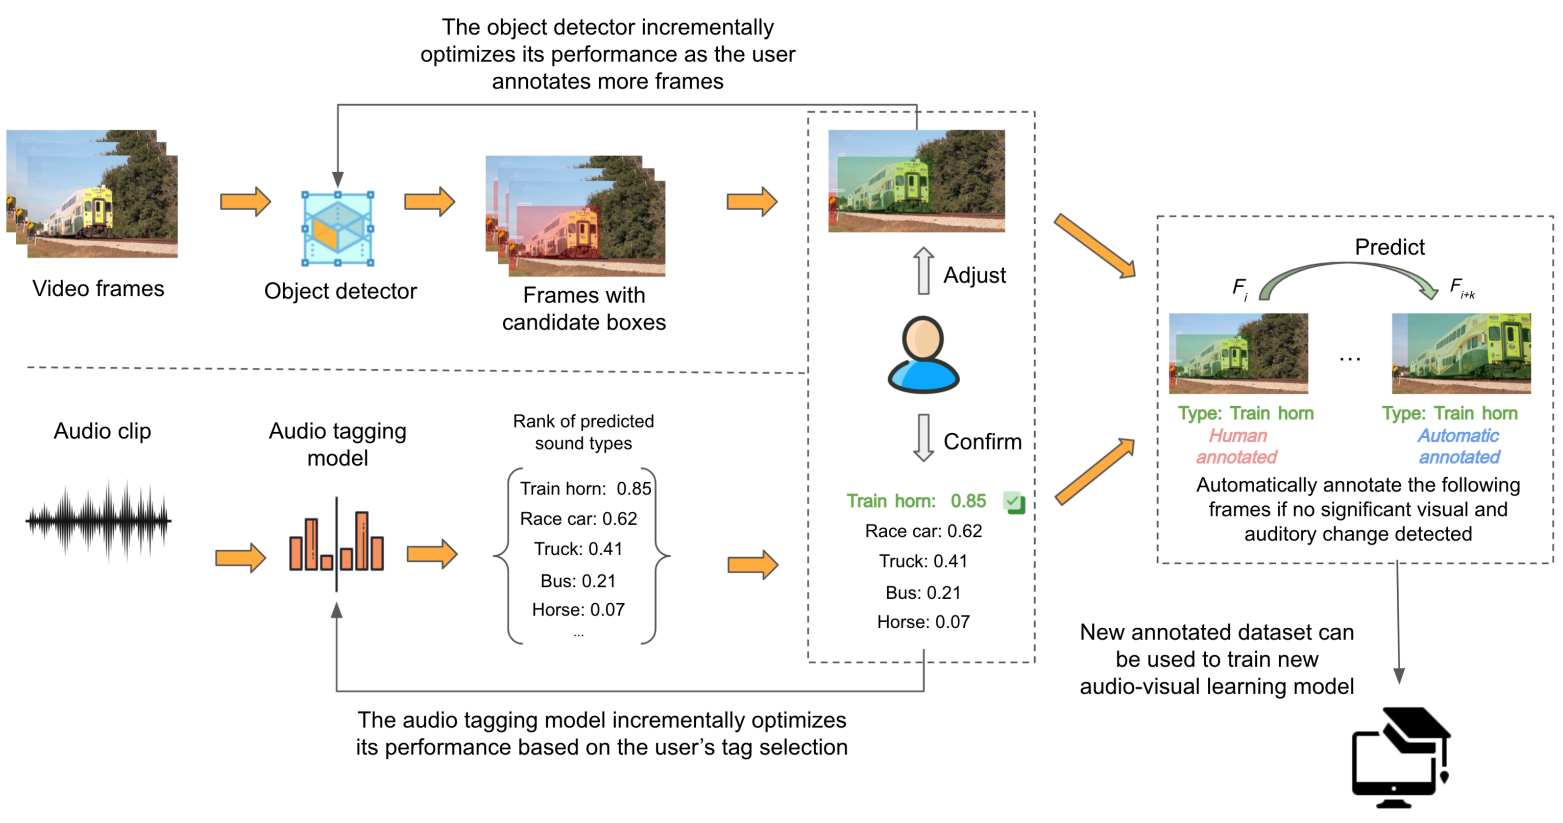 The object detector incrementally
optimizes its performance as the user
annotates more frames
Video frames
Object detector
Frames with
candidate boxes
Adjust
Confirm
Audio clip
Audio tagging
model
Rank of predicted
sound types
Train horn: 0.85
Race car: 0.62
Truck: 0.41
Bus: 0.21
Horse: 0.07
...
Train horn: 0.85
Race car: 0.62
Truck: 0.41
Bus: 0.21
Horse: 0.07
The audio tagging model incrementally optimizes
its performance based on the user’s tag selection
Predict
F_i
F_{i+k}
...
Type: Train horn
Human
annotated
Type: Train horn
Automatic
annotated
Automatically annotate the following
frames if no significant visual and
auditory change detected
New annotated dataset can
be used to train new
audio-visual learning model